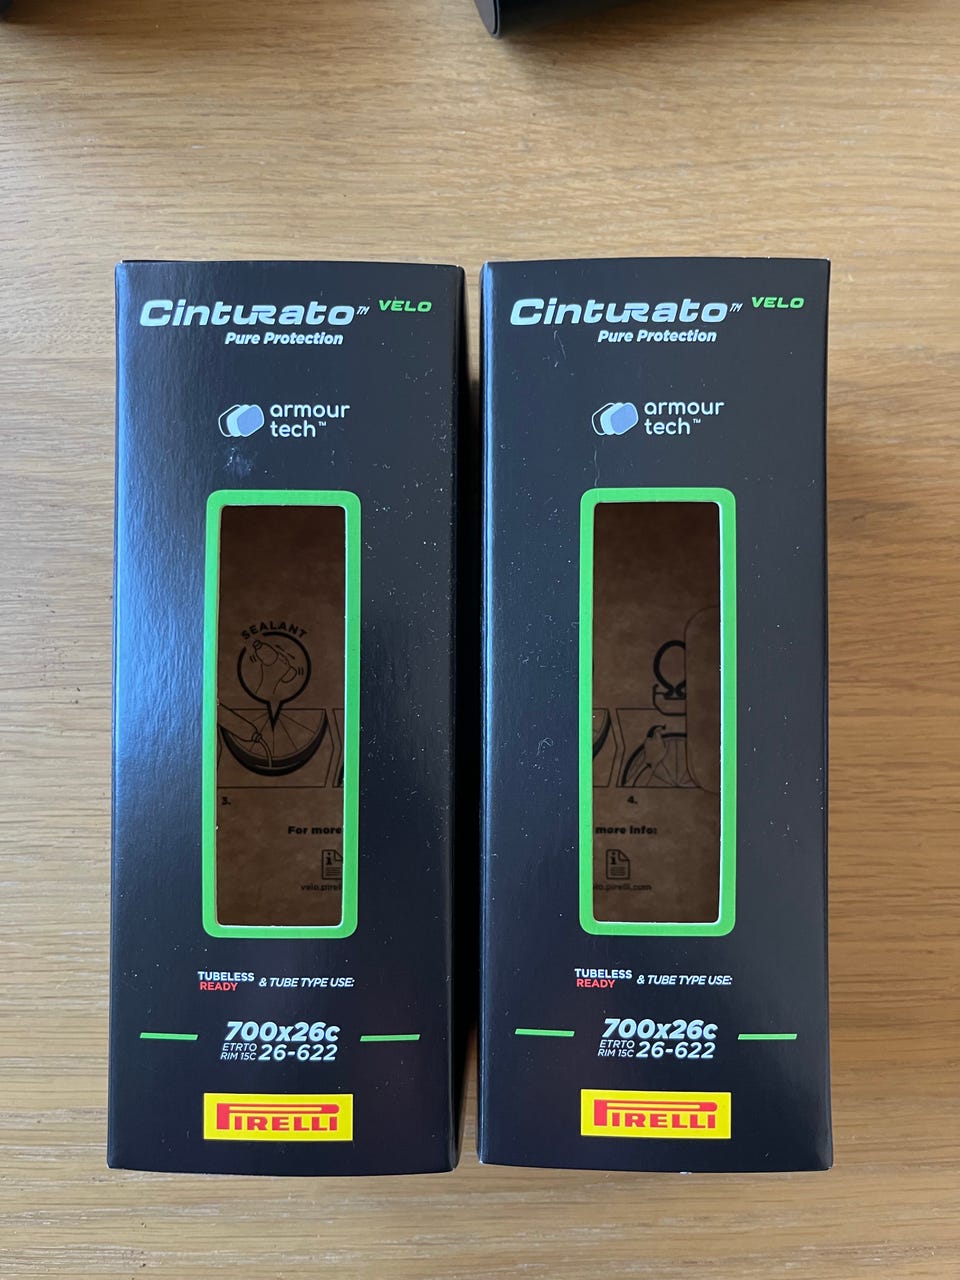 Cinturato™ VELO
Pure Protection
armour
tech™
SEALANT
3.
For more
TUBELESS
READY
& TUBE TYPE USE:
700x26c
ETRTO
RIM 15C
26-622
PIRELLI
Cinturato™ VELO
Pure Protection
armour
tech™
4.
more info:
.pirelli.com
TUBELESS
READY
& TUBE TYPE USE:
700x26c
ETRTO
RIM 15C
26-622
PIRELLI